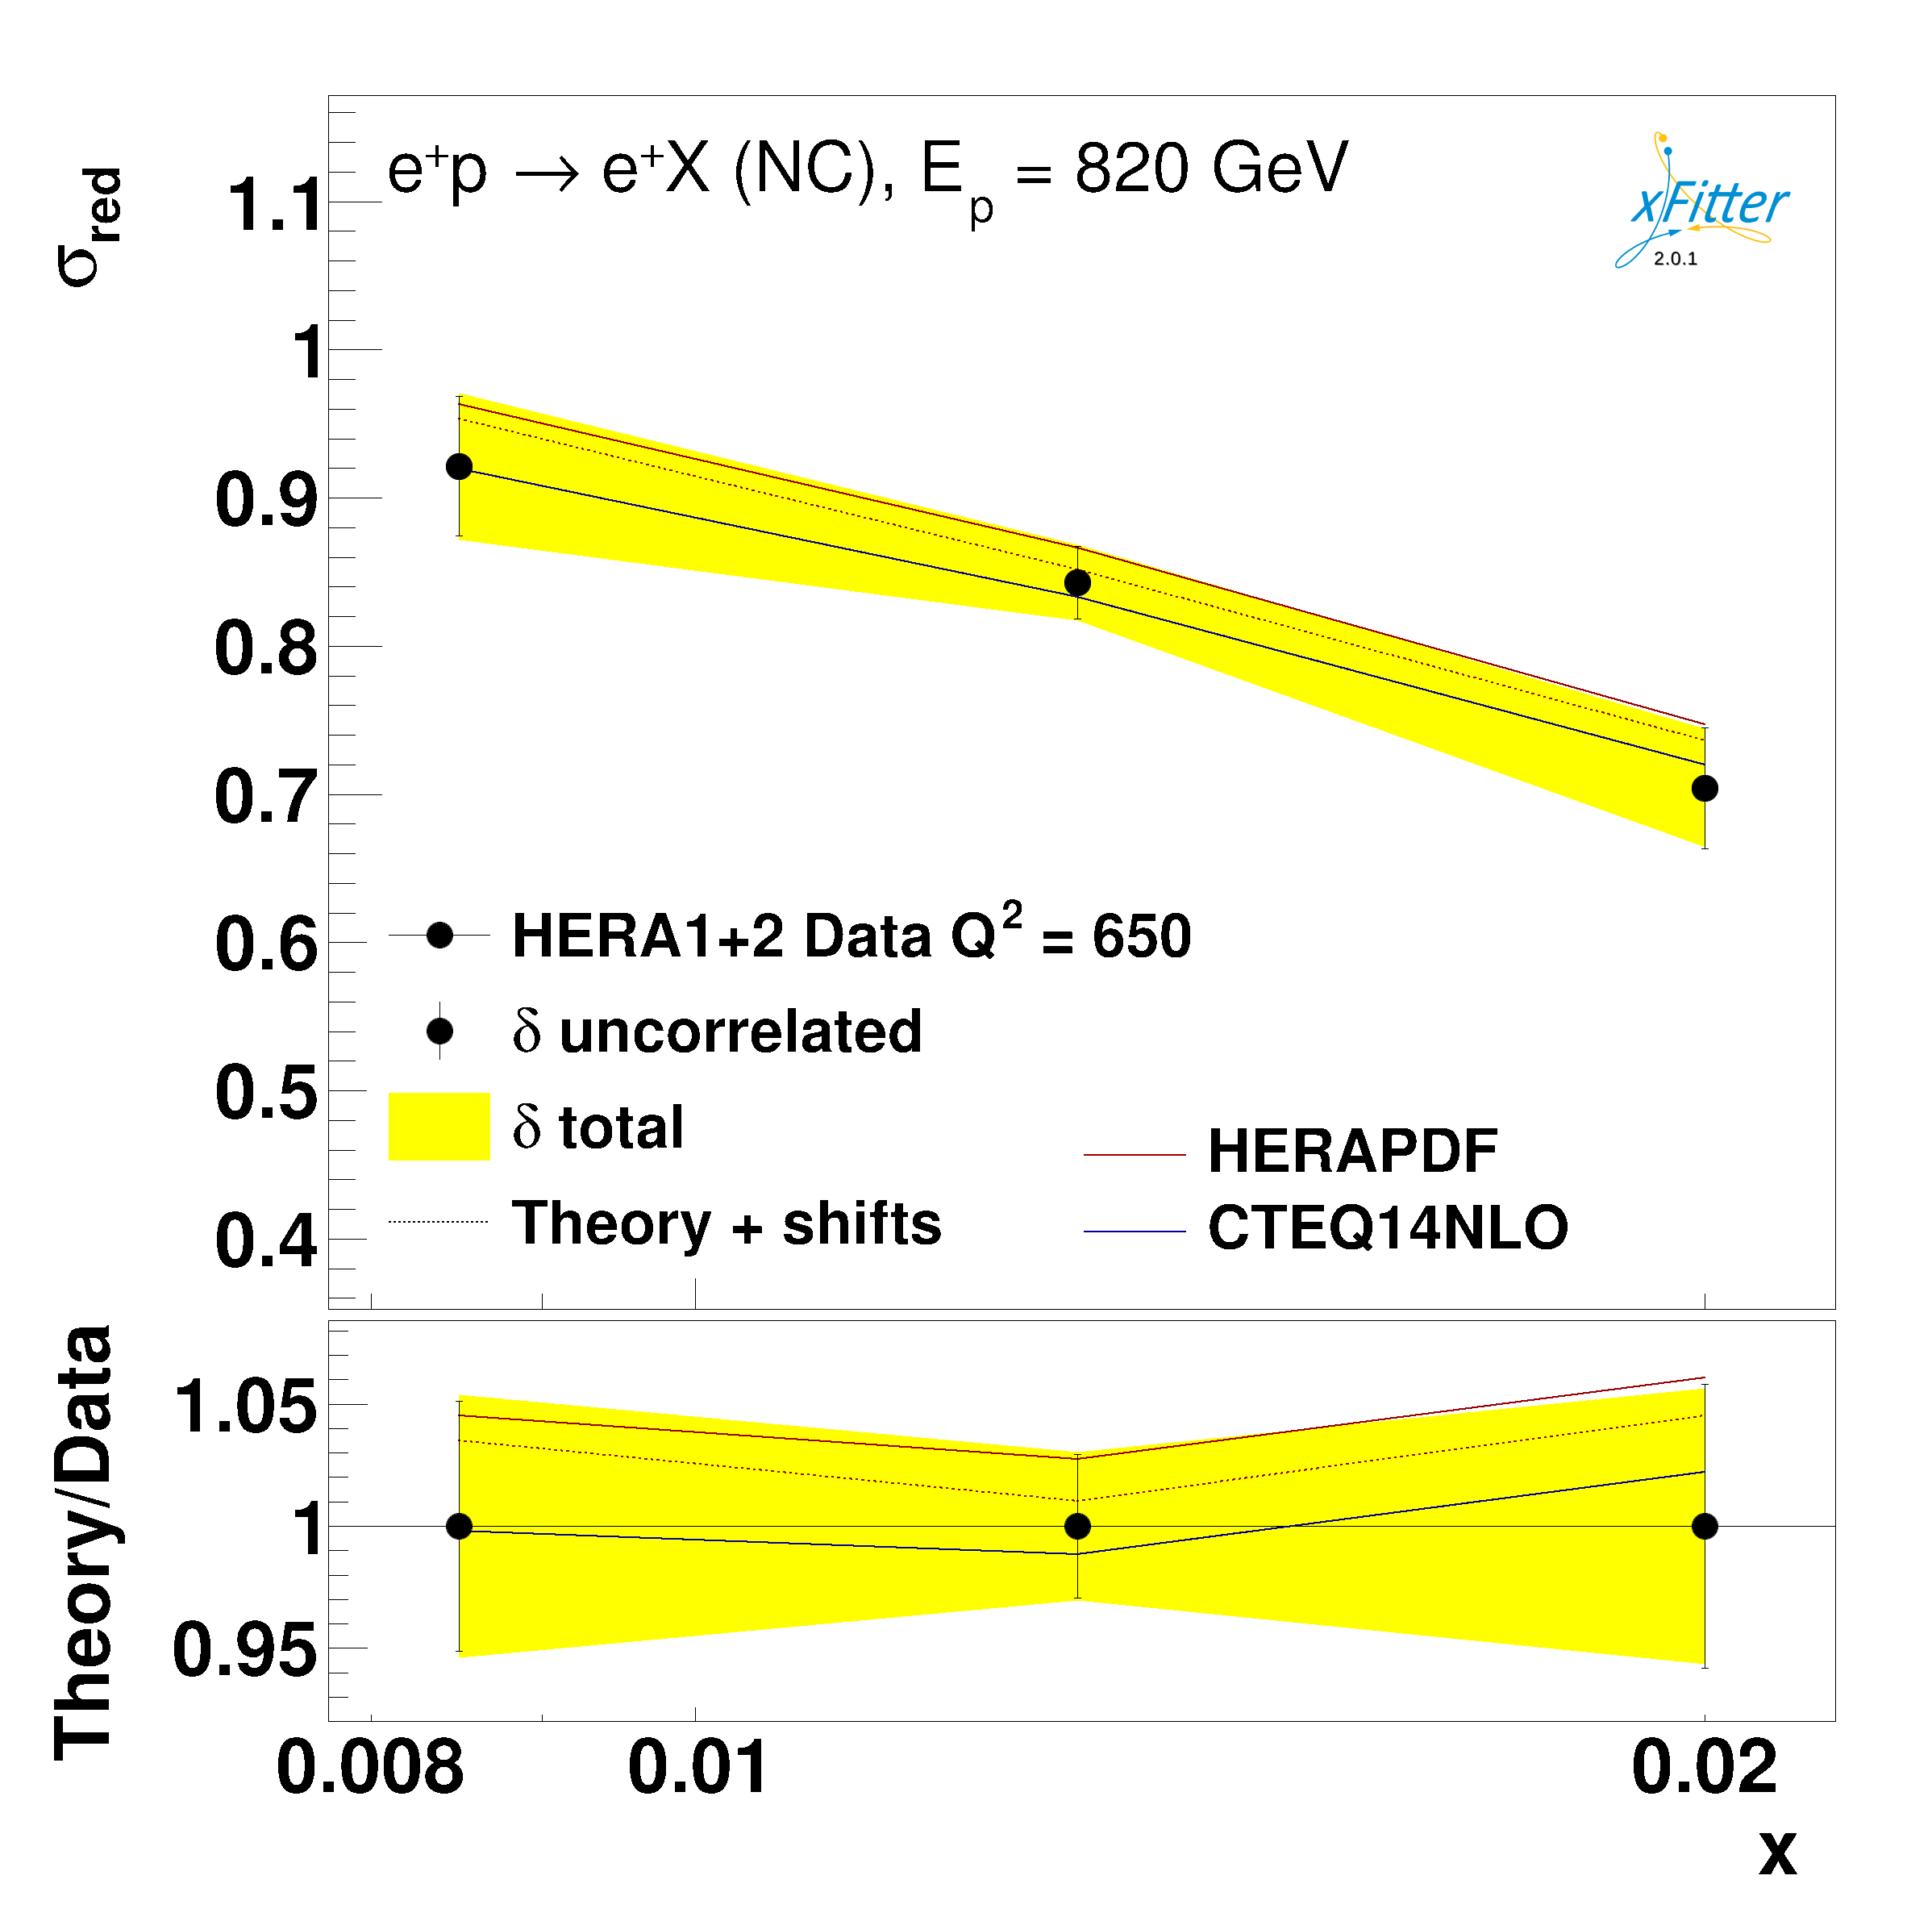 e⁺p → e⁺X (NC), Eₚ = 820 GeV
xFitter
2.0.1
σred
1.1
1
0.9
0.8
0.7
0.6
0.5
0.4
HERA1+2 Data Q² = 650
δ uncorrelated
δ total
Theory + shifts
HERAPDF
CTEQ14NLO
Theory/Data
1.05
1
0.95
0.008
0.01
0.02
x